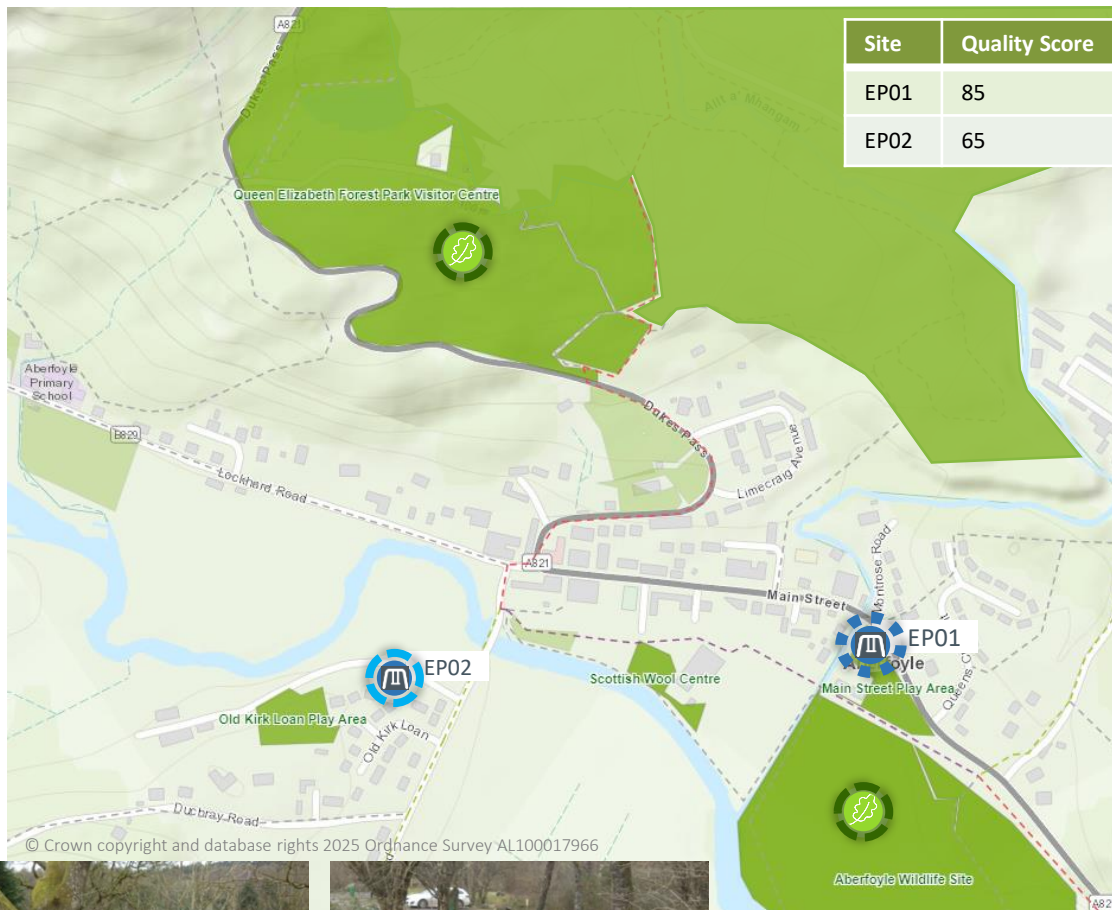 A821
Dukes Pass
Site Quality Score
EP01 85
EP02 65
Allt a' Mhangam
Queen Elizabeth Forest Park Visitor Centre
Aberfoyle
Primary
School
B829
Lochard Road
Dukes Pass
Limecraig Avenue
A821
Main Street
Montrose Road
EP01
Main Street Play Area
EP02
Scottish Wool Centre
Old Kirk Loan Play Area
Old Kirk Loan
Duchray Road
© Crown copyright and database rights 2025 Ordnance Survey AL100017966
Aberfoyle Wildlife Site
A82